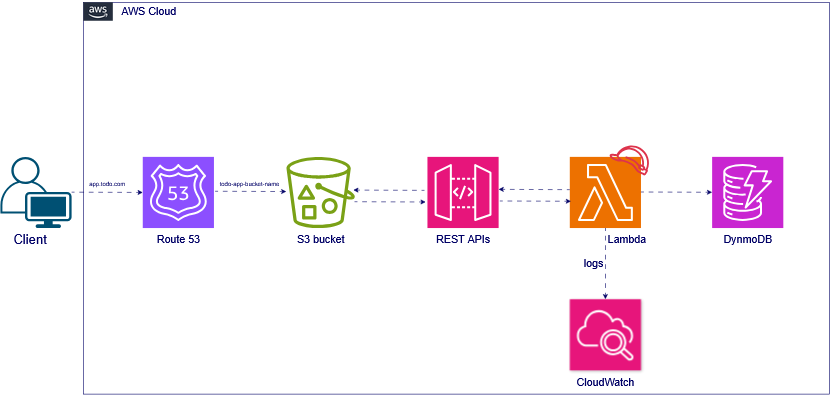 aws
AWS Cloud
app.todo.com
53
todo-app-bucket-name
</>
Client
Route 53
S3 bucket
REST APIs
Lambda
DynmoDB
logs
CloudWatch